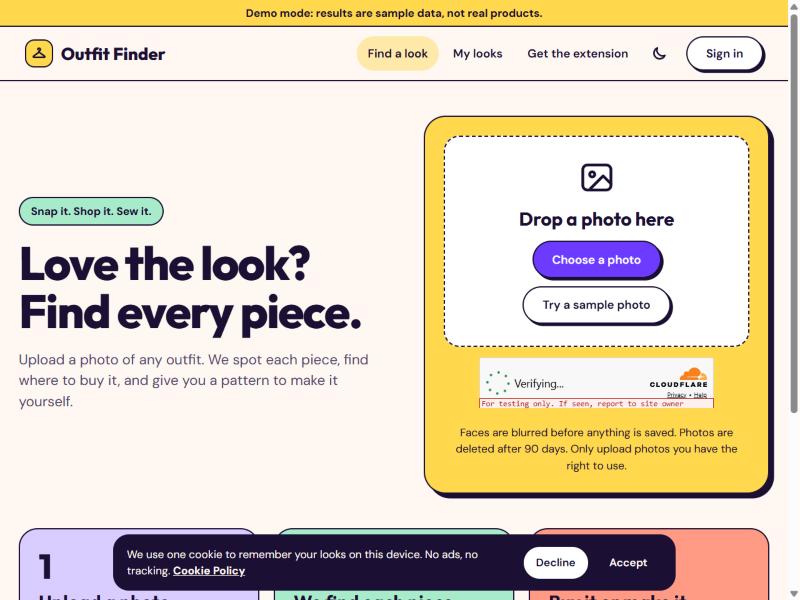 Demo mode: results are sample data, not real products.
Outfit Finder
Find a look
My looks
Get the extension
Sign in
Snap it. Shop it. Sew it.
Love the look?
Find every piece.
Upload a photo of any outfit. We spot each piece, find
where to buy it, and give you a pattern to make it
yourself.
Drop a photo here
Choose a photo
Try a sample photo
Verifying...
CLOUDFLARE
Privacy • Help
For testing only. If seen, report to site owner
Faces are blurred before anything is saved. Photos are
deleted after 90 days. Only upload photos you have the
right to use.
1
We use one cookie to remember your looks on this device. No ads, no
tracking. Cookie Policy
Decline
Accept